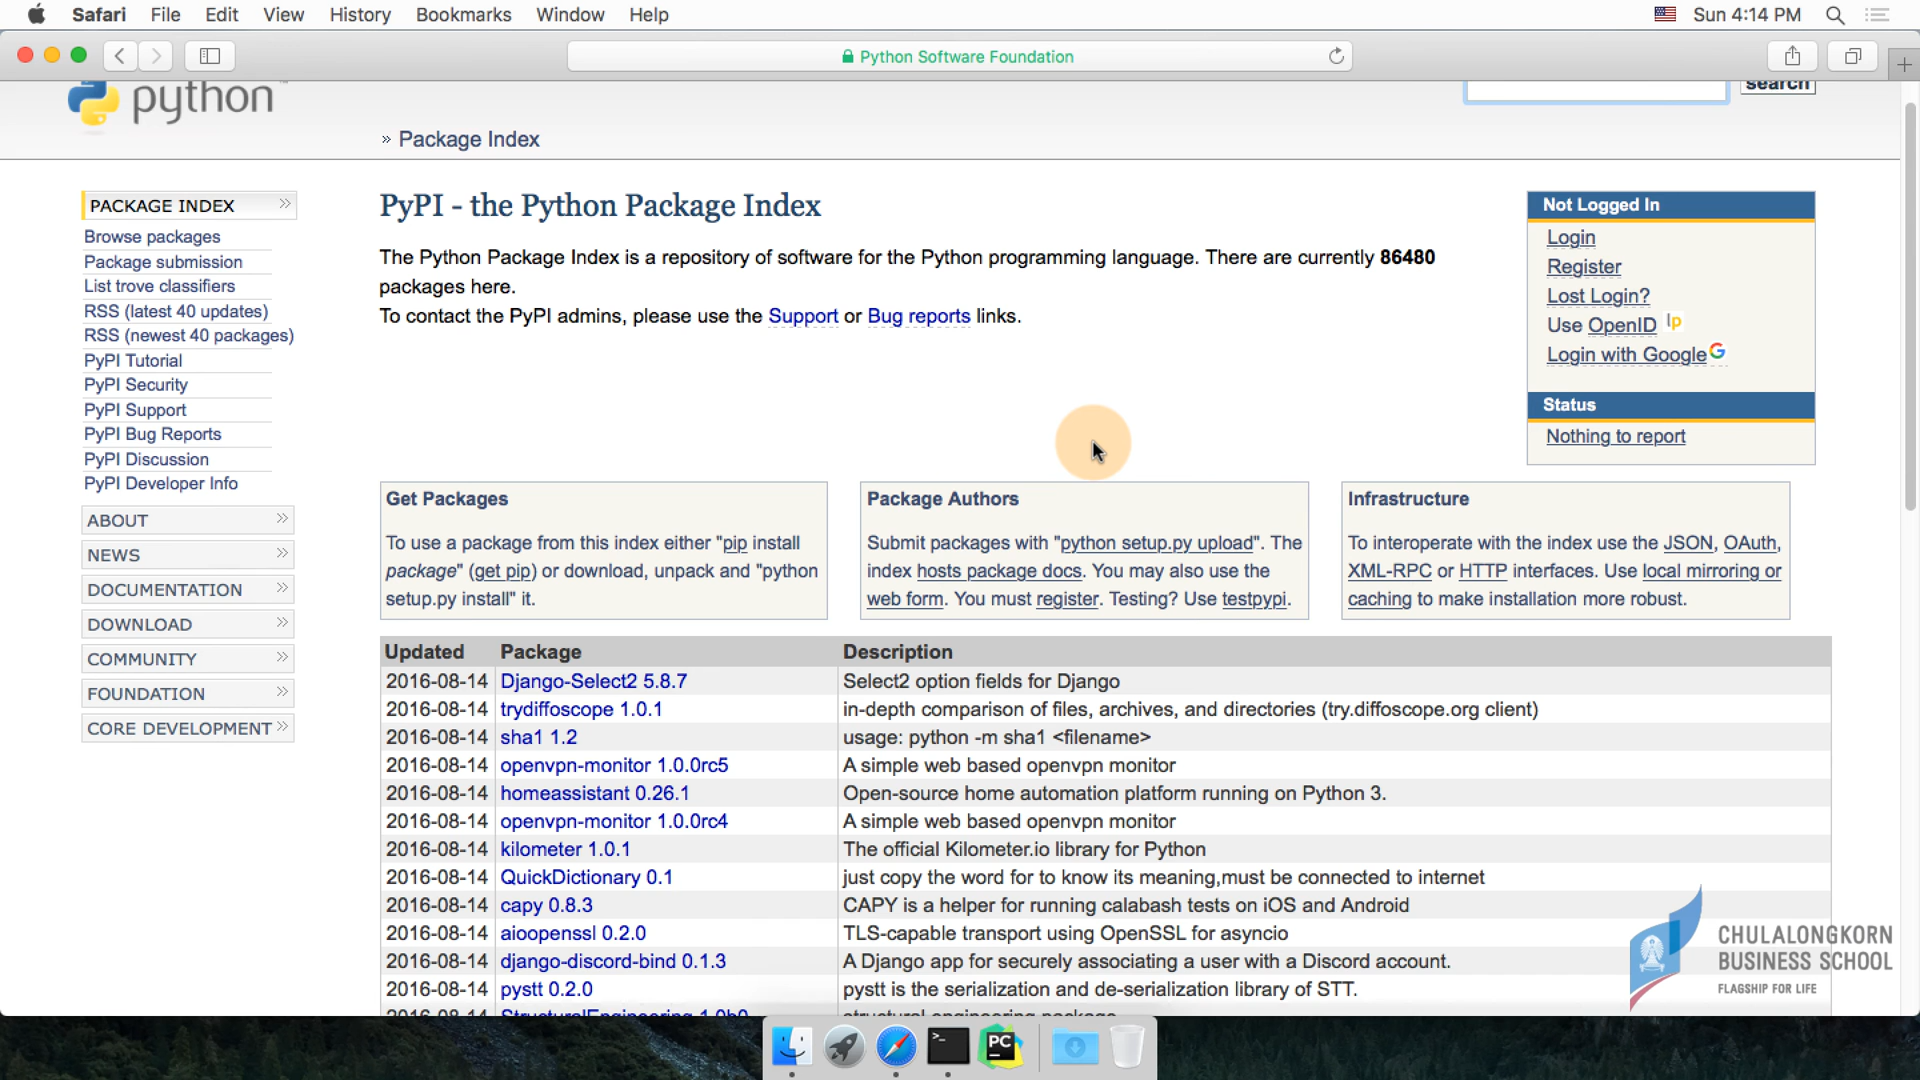 Safari File Edit View History Bookmarks Window Help
Sun 4:14 PM
Python Software Foundation
python
search
» Package Index
PACKAGE INDEX
Browse packages
Package submission
List trove classifiers
RSS (latest 40 updates)
RSS (newest 40 packages)
PyPI Tutorial
PyPI Security
PyPI Support
PyPI Bug Reports
PyPI Discussion
PyPI Developer Info
ABOUT
NEWS
DOCUMENTATION
DOWNLOAD
COMMUNITY
FOUNDATION
CORE DEVELOPMENT
PyPI - the Python Package Index
The Python Package Index is a repository of software for the Python programming language. There are currently 86480
packages here.
To contact the PyPI admins, please use the Support or Bug reports links.
Not Logged In
Login
Register
Lost Login?
Use OpenID
Login with Google
Status
Nothing to report
Get Packages
To use a package from this index either "pip install
package" (get pip) or download, unpack and "python
setup.py install" it.
Package Authors
Submit packages with "python setup.py upload". The
index hosts package docs. You may also use the
web form. You must register. Testing? Use testpypi.
Infrastructure
To interoperate with the index use the JSON, OAuth,
XML-RPC or HTTP interfaces. Use local mirroring or
caching to make installation more robust.
Updated Package Description
2016-08-14 Django-Select2 5.8.7 Select2 option fields for Django
2016-08-14 trydiffoscope 1.0.1 in-depth comparison of files, archives, and directories (try.diffoscope.org client)
2016-08-14 sha1 1.2 usage: python -m sha1 <filename>
2016-08-14 openvpn-monitor 1.0.0rc5 A simple web based openvpn monitor
2016-08-14 homeassistant 0.26.1 Open-source home automation platform running on Python 3.
2016-08-14 openvpn-monitor 1.0.0rc4 A simple web based openvpn monitor
2016-08-14 kilometer 1.0.1 The official Kilometer.io library for Python
2016-08-14 QuickDictionary 0.1 just copy the word for to know its meaning,must be connected to internet
2016-08-14 capy 0.8.3 CAPY is a helper for running calabash tests on iOS and Android
2016-08-14 aioopenssl 0.2.0 TLS-capable transport using OpenSSL for asyncio
2016-08-14 django-discord-bind 0.1.3 A Django app for securely associating a user with a Discord account.
2016-08-14 pystt 0.2.0 pystt is the serialization and de-serialization library of STT.
2016-08-14 StructuralEngineering 1.0b0 structural engineering package
CHULALONGKORN
BUSINESS SCHOOL
FLAGSHIP FOR LIFE
PC